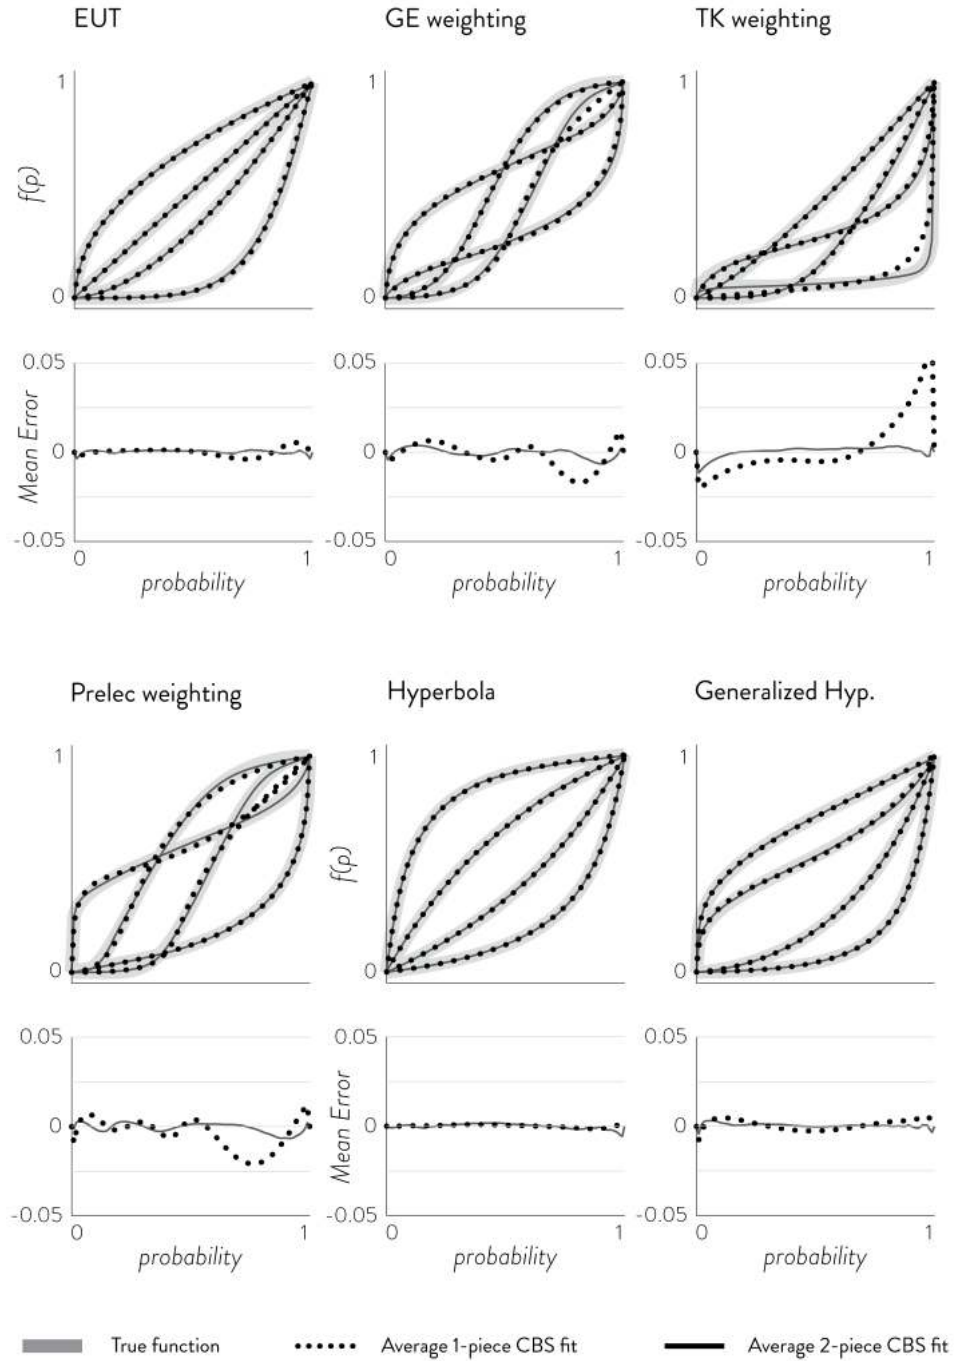 EUT GE weighting TK weighting
1 1 1
f(p)
0 0 0
0.05 0.05 0.05
Mean Error
0 0 0
-0.05 -0.05 -0.05
0 1 0 1 0 1
probability probability probability
Prelec weighting Hyperbola Generalized Hyp.
1 1 1
f(p)
0 0 0
0.05 0.05 0.05
Mean Error
0 0 0
-0.05 -0.05 -0.05
0 1 0 1 0 1
probability probability probability
True function Average 1-piece CBS fit Average 2-piece CBS fit